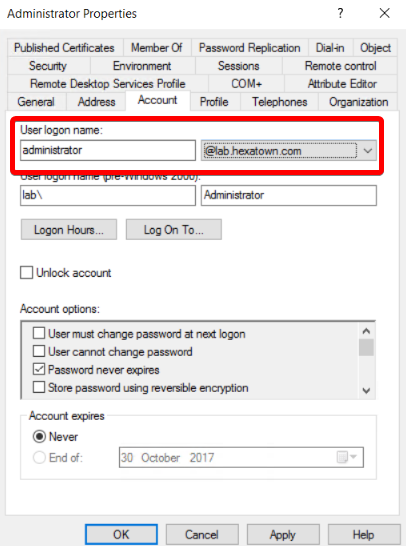 Administrator Properties ?
Published Certificates Member Of Password Replication Dial-in Object
Security Environment Sessions Remote control
Remote Desktop Services Profile COM+ Attribute Editor
General Address Account Profile Telephones Organization
User logon name:
administrator @lab.hexatown.com
User logon name (pre-Windows 2000):
lab\ Administrator
Logon Hours... Log On To...
Unlock account
Account options:
User must change password at next logon
User cannot change password
Password never expires
Store password using reversible encryption
Account expires
Never
End of: 30 October 2017
OK Cancel Apply Help